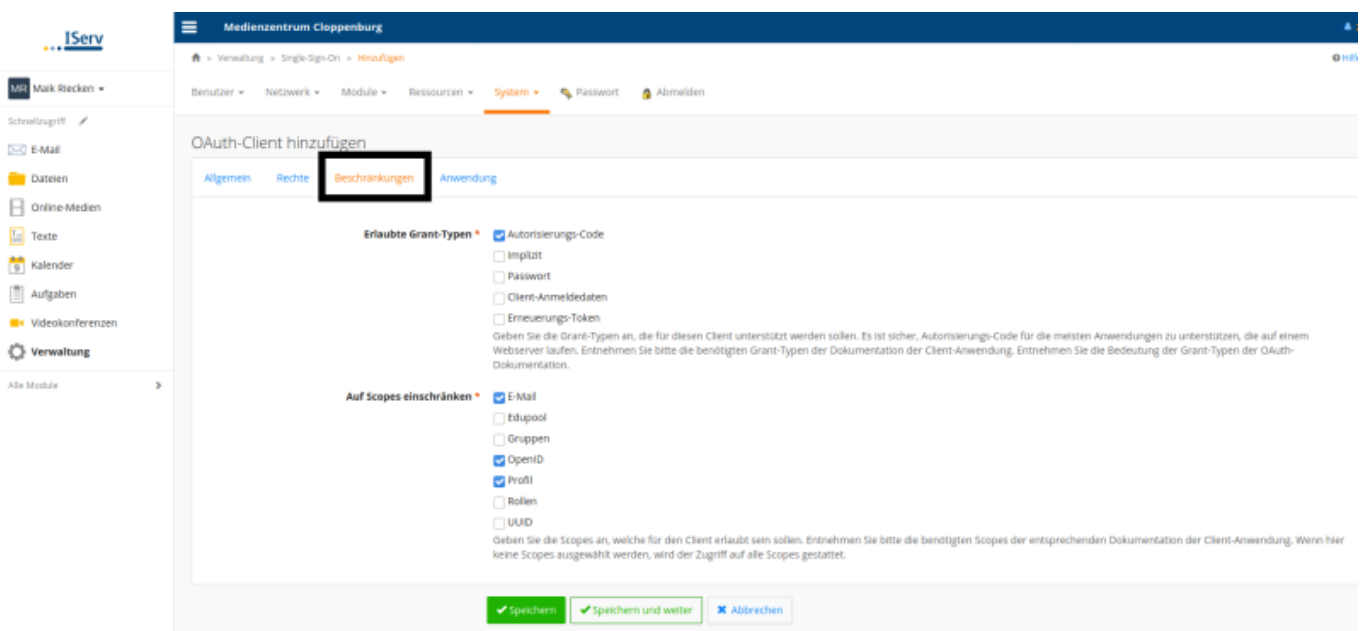 IServ
Medienzentrum Cloppenburg
» Verwaltung » Single-Sign-On » Hinzufügen
Hilfe
MR Maik Riecken
Benutzer Netzwerk Module Ressourcen System Passwort Abmelden
Schnellzugriff
E-Mail
Dateien
Online-Medien
Texte
Kalender
Aufgaben
Videokonferenzen
Verwaltung
Alle Module
OAuth-Client hinzufügen
Allgemein Rechte Beschränkungen Anwendung
Erlaubte Grant-Typen *
Autorisierungs-Code
Implizit
Passwort
Client-Anmeldedaten
Erneuerungs-Token
Geben Sie die Grant-Typen an, die für diesen Client unterstützt werden sollen. Es ist sicher, Autorisierungs-Code für die meisten Anwendungen zu unterstützen, die auf einem
Webserver laufen. Entnehmen Sie bitte die benötigten Grant-Typen der Dokumentation der Client-Anwendung. Entnehmen Sie die Bedeutung der Grant-Typen der OAuth-
Dokumentation.
Auf Scopes einschränken *
E-Mail
Edupool
Gruppen
OpenID
Profil
Rollen
UUID
Geben Sie die Scopes an, welche für den Client erlaubt sein sollen. Entnehmen Sie bitte die benötigten Scopes der entsprechenden Dokumentation der Client-Anwendung. Wenn hier
keine Scopes ausgewählt werden, wird der Zugriff auf alle Scopes gestattet.
Speichern Speichern und weiter Abbrechen